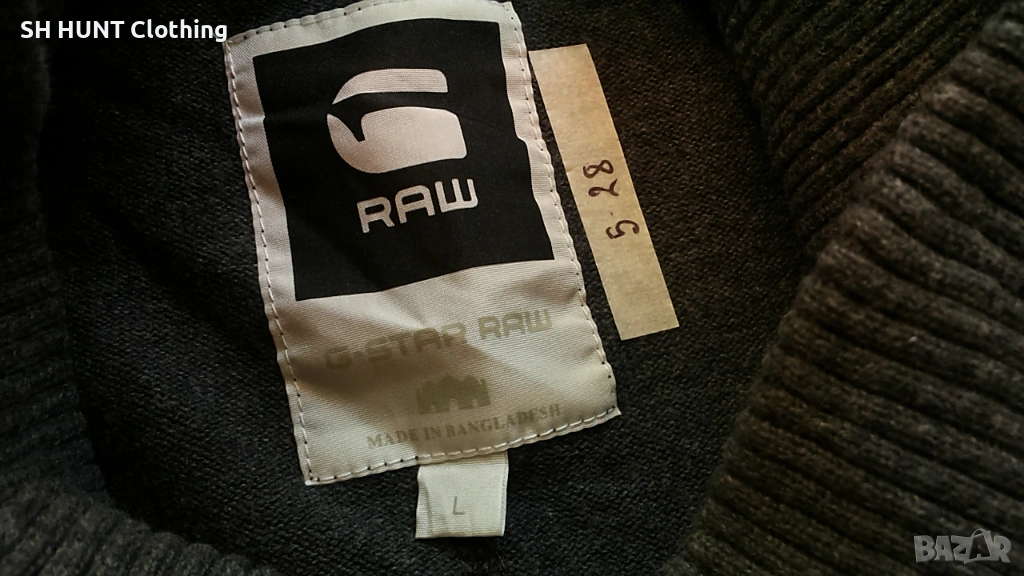 SH HUNT Clothing
RAW
G-STAR RAW
MADE IN BANGLADESH
L
5.28
BAZAR